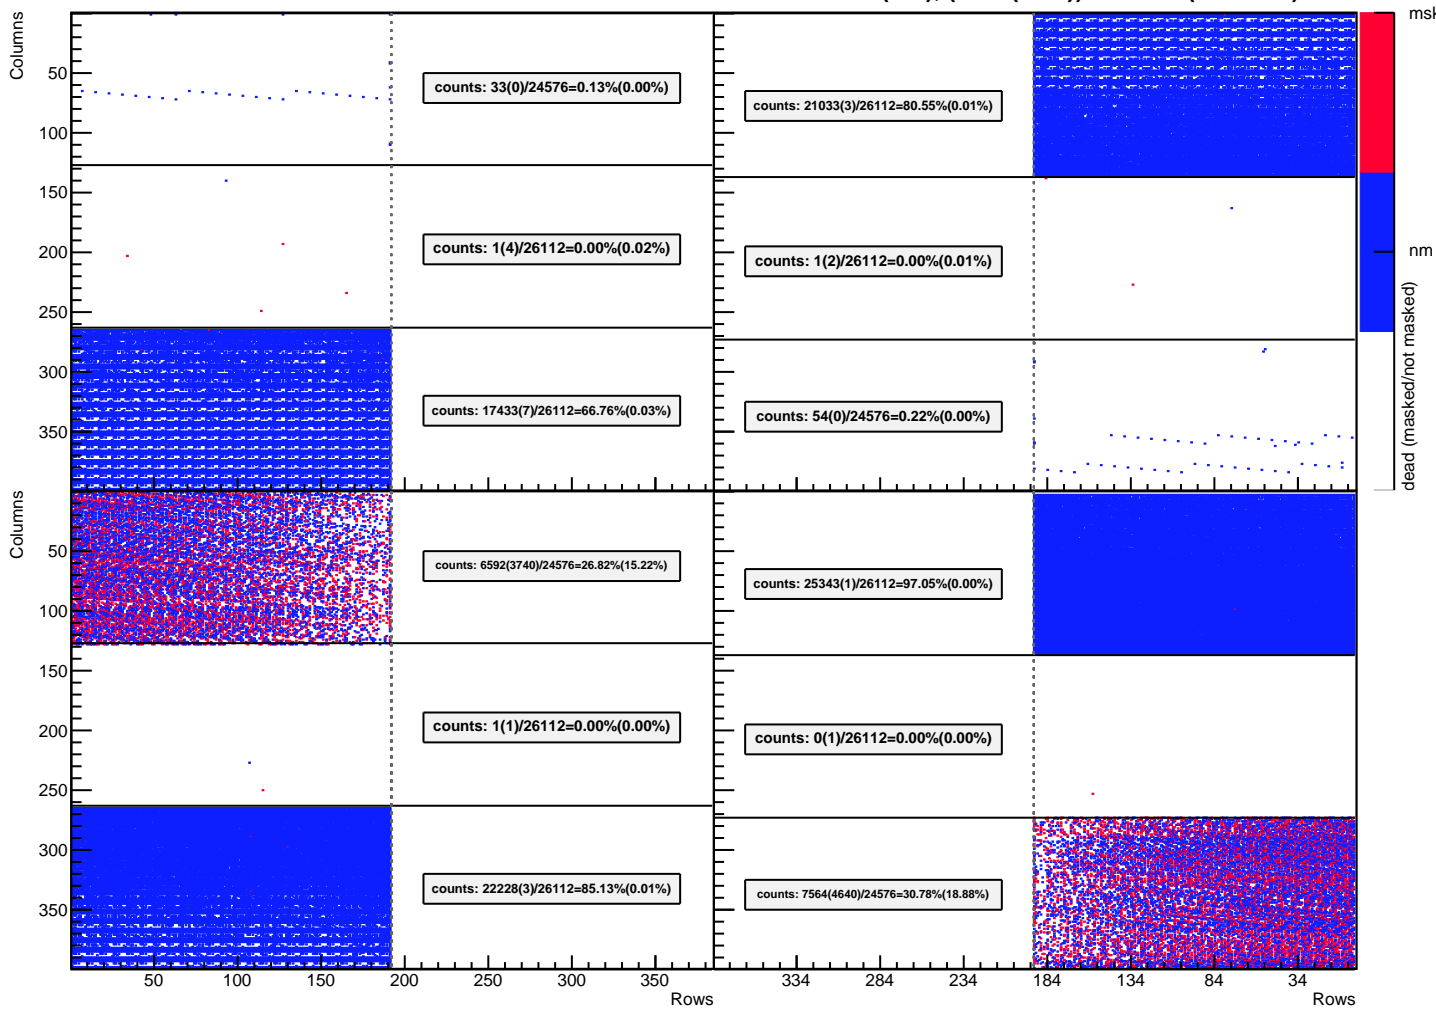 msk
Columns
50
100
150
200
250
300
350
counts: 33(0)/24576=0.13%(0.00%)
counts: 1(4)/26112=0.00%(0.02%)
counts: 17433(7)/26112=66.76%(0.03%)
counts: 21033(3)/26112=80.55%(0.01%)
counts: 1(2)/26112=0.00%(0.01%)
counts: 54(0)/24576=0.22%(0.00%)
nm
dead (masked/not masked)
Columns
50
100
150
200
250
300
350
counts: 6592(3740)/24576=26.82%(15.22%)
counts: 1(1)/26112=0.00%(0.00%)
counts: 22228(3)/26112=85.13%(0.01%)
counts: 25343(1)/26112=97.05%(0.00%)
counts: 0(1)/26112=0.00%(0.00%)
counts: 7564(4640)/24576=30.78%(18.88%)
50 100 150 200 250 300 350
Rows
334 284 234 184 134 84 34
Rows